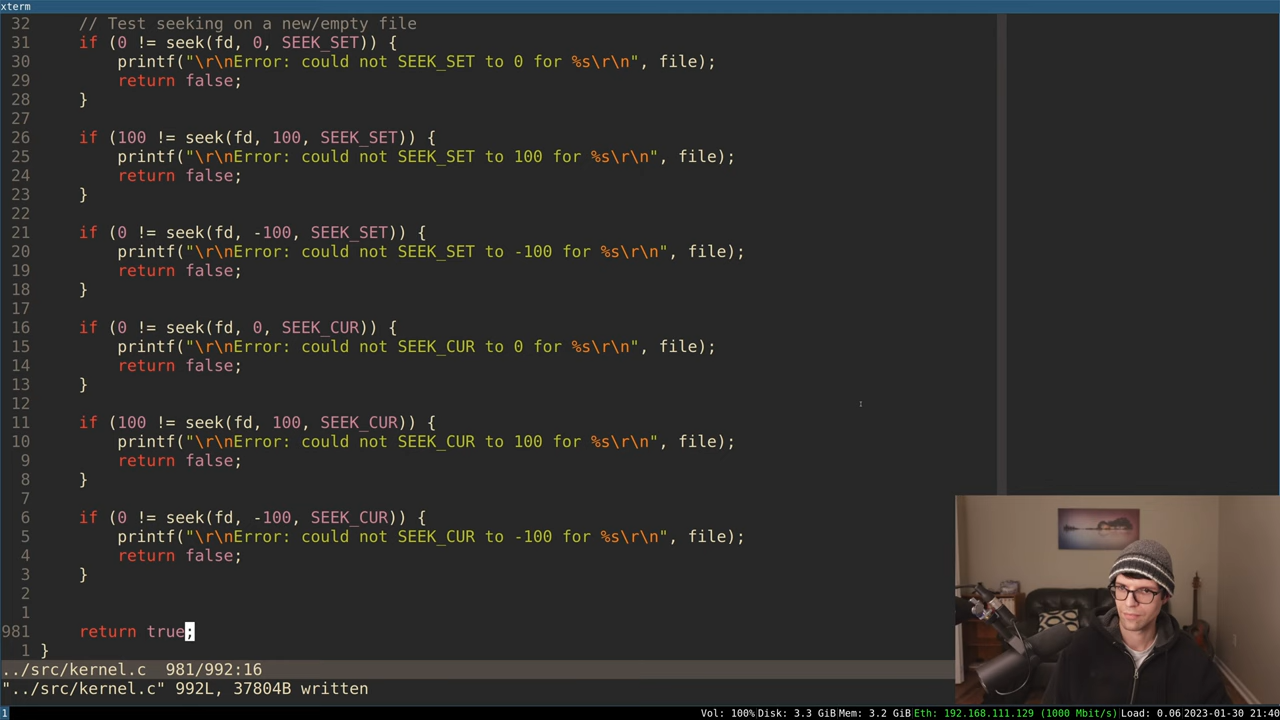 xterm
32 // Test seeking on a new/empty file
31 if (0 != seek(fd, 0, SEEK_SET)) {
30 printf("\r\nError: could not SEEK_SET to 0 for %s\r\n", file);
29 return false;
28 }
27
26 if (100 != seek(fd, 100, SEEK_SET)) {
25 printf("\r\nError: could not SEEK_SET to 100 for %s\r\n", file);
24 return false;
23 }
22
21 if (0 != seek(fd, -100, SEEK_SET)) {
20 printf("\r\nError: could not SEEK_SET to -100 for %s\r\n", file);
19 return false;
18 }
17
16 if (0 != seek(fd, 0, SEEK_CUR)) {
15 printf("\r\nError: could not SEEK_CUR to 0 for %s\r\n", file);
14 return false;
13 }
12
11 if (100 != seek(fd, 100, SEEK_CUR)) {
10 printf("\r\nError: could not SEEK_CUR to 100 for %s\r\n", file);
9 return false;
8 }
7
6 if (0 != seek(fd, -100, SEEK_CUR)) {
5 printf("\r\nError: could not SEEK_CUR to -100 for %s\r\n", file);
4 return false;
3 }
2
1
981 return true;
1 }
../src/kernel.c 981/992:16
"../src/kernel.c" 992L, 37804B written
1 Vol: 100% Disk: 3.3 GiB Mem: 3.2 GiB Eth: 192.168.111.129 (1000 Mbit/s) Load: 0.06 2023-01-30 21:40